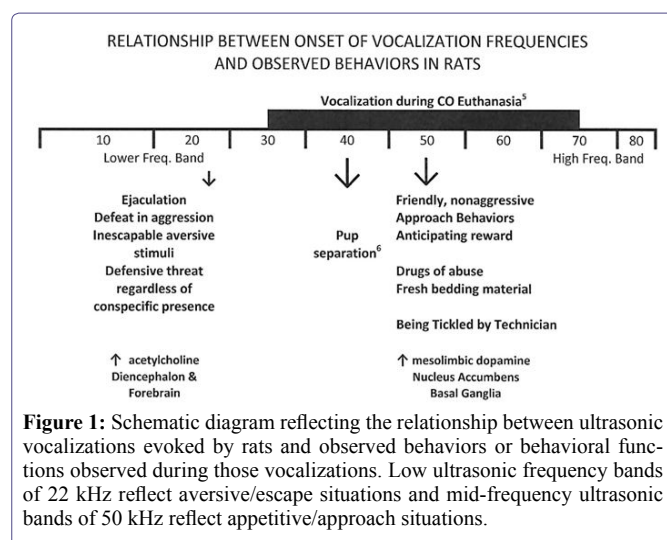 RELATIONSHIP BETWEEN ONSET OF VOCALIZATION FREQUENCIES
AND OBSERVED BEHAVIORS IN RATS
Vocalization during CO Euthanasia⁵
10 20 30 40 50 60 70 80
Lower Freq. Band High Freq. Band
↓ ↓ ↓
Ejaculation
Defeat in aggression
Inescapable aversive
stimuli
Defensive threat
regardless of
conspecific presence
↑ acetylcholine
Diencephalon &
Forebrain
Pup
separation⁶
Friendly, nonaggressive
Approach Behaviors
Anticipating reward
Drugs of abuse
Fresh bedding material
Being Tickled by Technician
↑ mesolimbic dopamine
Nucleus Accumbens
Basal Ganglia
Figure 1: Schematic diagram reflecting the relationship between ultrasonic
vocalizations evoked by rats and observed behaviors or behavioral func-
tions observed during those vocalizations. Low ultrasonic frequency bands
of 22 kHz reflect aversive/escape situations and mid-frequency ultrasonic
bands of 50 kHz reflect appetitive/approach situations.